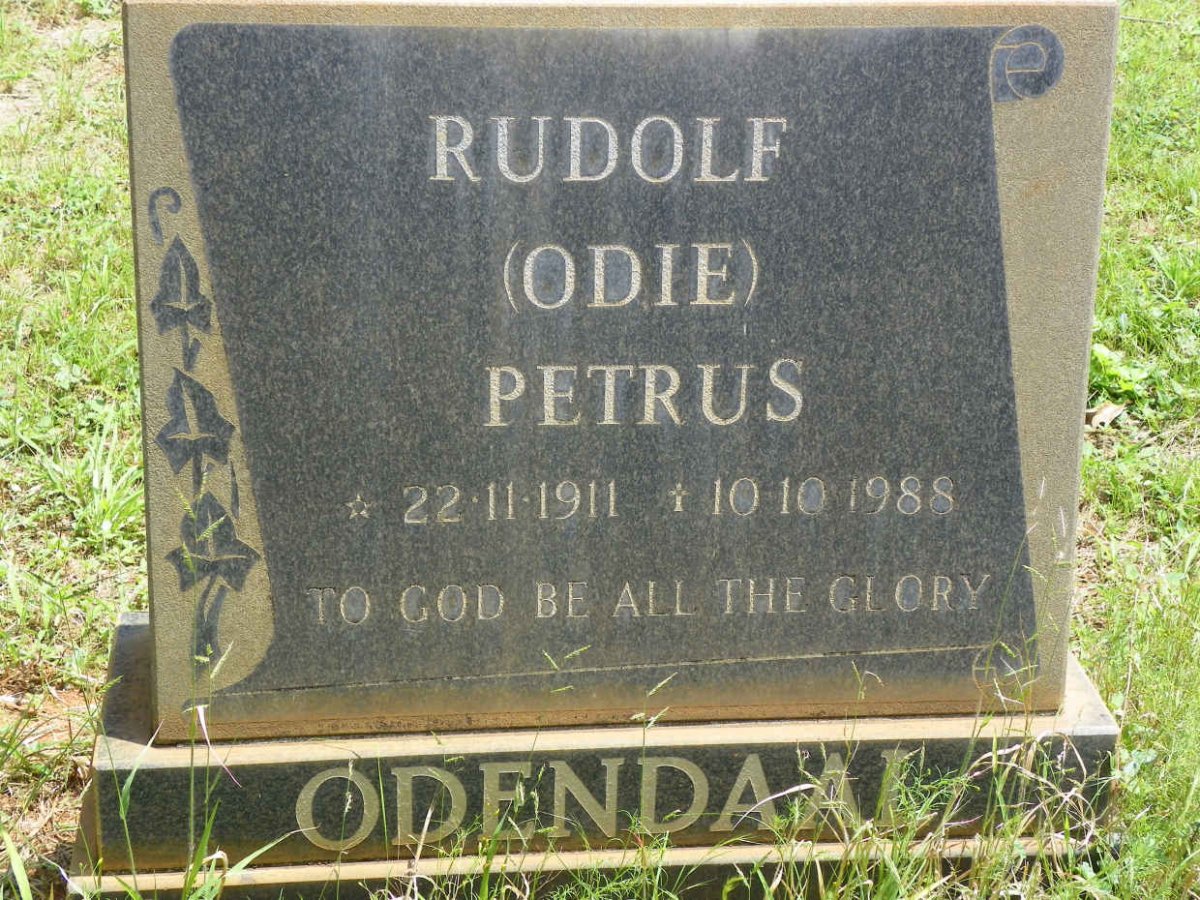 RUDOLF
(ODIE)
PETRUS
☆ 22·11·1911 † 10 10 1988
TO GOD BE ALL THE GLORY
ODENDAAL